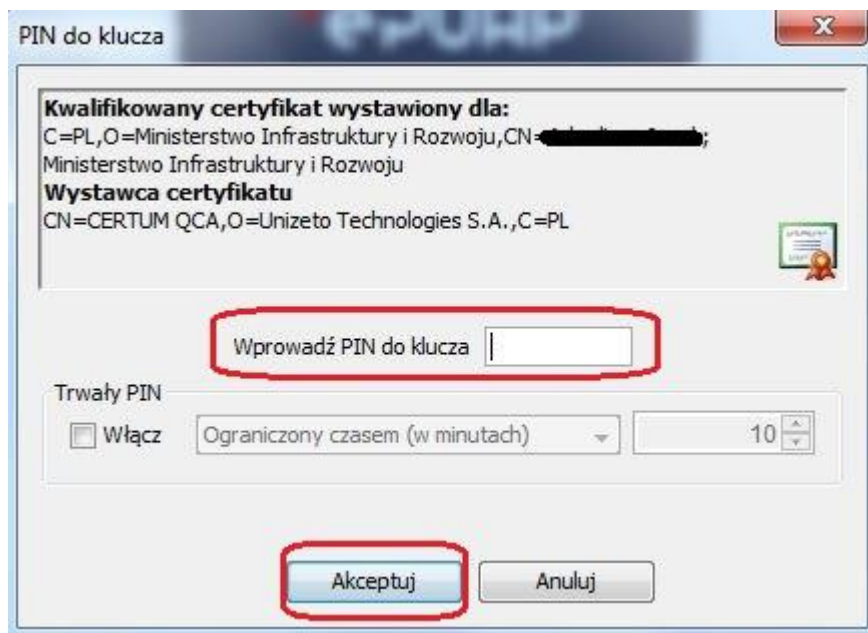 PIN do klucza
ePUAP
Kwalifikowany certyfikat wystawiony dla:
C=PL,O=Ministerstwo Infrastruktury i Rozwoju,CN=
;
Ministerstwo Infrastruktury i Rozwoju
Wystawca certyfikatu
CN=CERTUM QCA,O=Unizeto Technologies S.A.,C=PL
Wprowadź PIN do klucza
Trwały PIN
Włącz
Ograniczony czasem (w minutach)
10
Akceptuj
Anuluj